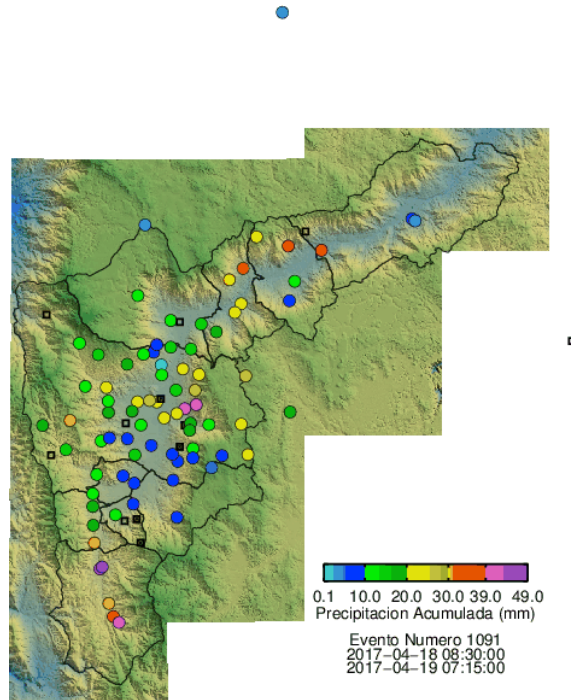 0.1 10.0 20.0 30.0 39.0 49.0
Precipitacion Acumulada (mm)
Evento Numero 1091
2017-04-18 08:30:00
2017-04-19 07:15:00